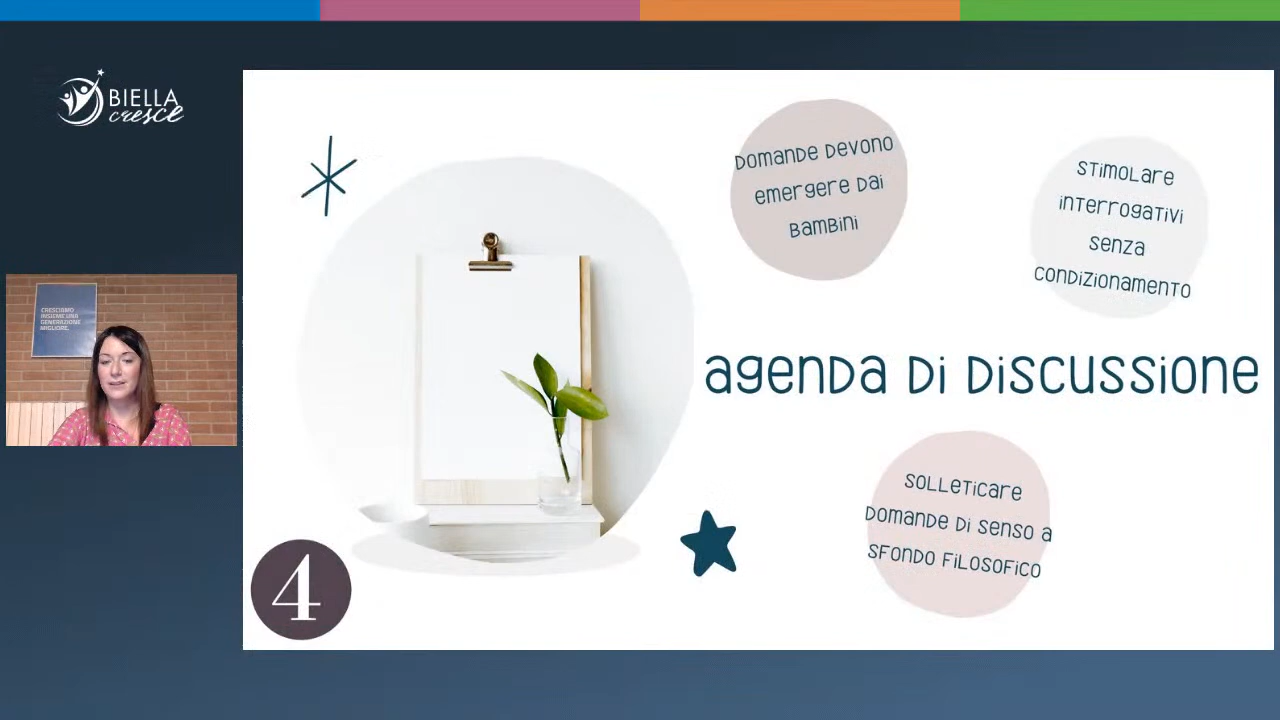 BIELLA
cresce
CRESCIAMO
INSIEME UNA
GENERAZIONE
MIGLIORE.
DOMANDE DEVONO
EMERGERE DAI
BAMBINI
STIMOLARE
INTERROGATIVI
SENZA
CONDIZIONAMENTO
AGENDA DI DISCUSSIONE
SOLLETICARE
DOMANDE DI SENSO A
SFONDO FILOSOFICO
4